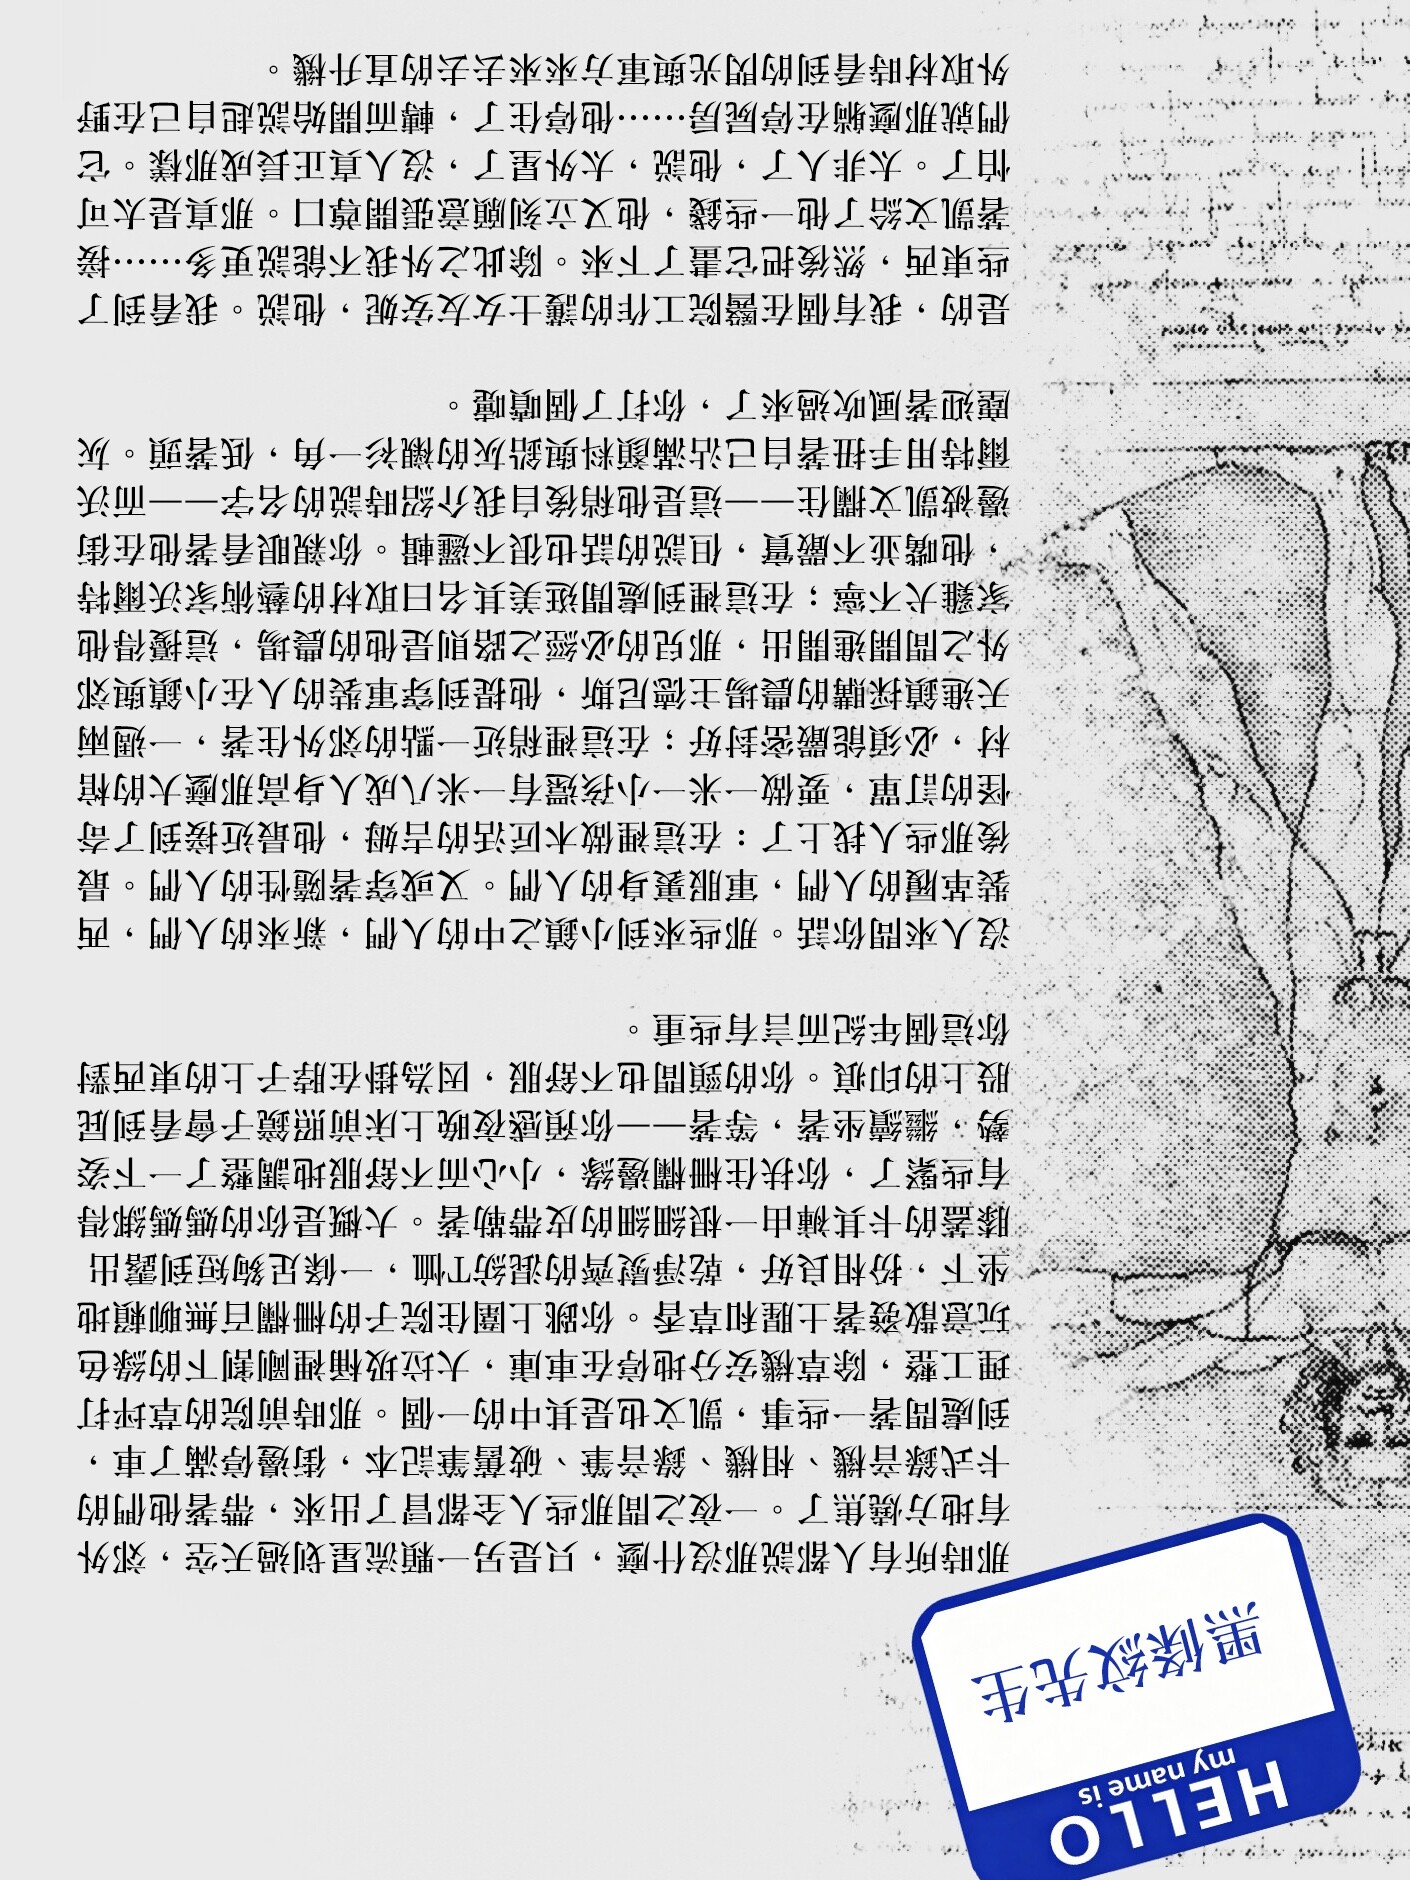 HELLO
my name is
黑條紋先生
那時所有人都説那沒什麼，只是另一顆流星划過天空，郊外
有地方燒焦了。一夜之間那些人全都冒了出來，帶著他們的
卡式錄音機、相機、錄音筆、破舊筆記本，街邊停滿了車，
到處問著一些事，凱文也是其中的一個。那時前院的草坪打
理工整，除草機安分地停在車庫，大垃圾桶裡剛割下的綠色
玩意散發著土腥和草香。你跳上圍住院子的柵欄百無聊賴地
坐下，扮相良好，乾淨熨齊的混紡T恤，一條足夠短到露出
膝蓋的卡其褲由一根細細的皮帶勒著。大概是你的媽媽綁得
有些緊了，你扶住柵欄邊緣，小心而不舒服地調整了一下姿
勢，繼續坐著，等著——你預感夜晚上床前照鏡子會看到屁
股上的印痕。你的頸間也不舒服，因為掛在脖子上的東西對
你這個年紀而言有些重。
沒人來問你話。那些來到小鎮之中的人們，新來的人們，西
裝革履的人們，軍服裹身的人們。又或穿著隨性的人們。最
後那些人找上了：在這裡做木匠活的吉姆，他最近接到了奇
怪的訂單，要做一米一小孩還有一米八成人身高那麼大的棺
材，必須能嚴密封好；在這裡稍近一點的郊外住著，一週兩
天進鎮採購的農場主德尼斯，他提到穿軍裝的人在小鎮與郊
外之間開進開出，那兒的必經之路則是他的農場，這擾得他
家雞犬不寧；在這裡到處閒逛美其名曰取材的藝術家沃爾特
，他嘴並不嚴實，但説的話也很不邏輯。你親眼看著他在街
邊被凱文攔住——這是他稍後自我介紹時説的名字——而沃
爾特用手扭著自己沾滿顏料與鉛灰的襯衫一角，低著頭。灰
塵迎著風吹過來了，你打了個噴嚏。
是的，我有個在醫院工作的護士女友安妮，他説。我看到了
些東西，然後把它畫了下來。除此之外我不能説更多⋯⋯接
著凱文給了他一些錢，他又立刻願意張開尊口。那真是太可
怕了。太非人了，他説，太外星了，沒人真正長成那樣。它
們就那麼躺在停屍房⋯⋯他停住了，轉而開始説起自己在野
外取材時看到的閃光與軍方來來去去的直升機。